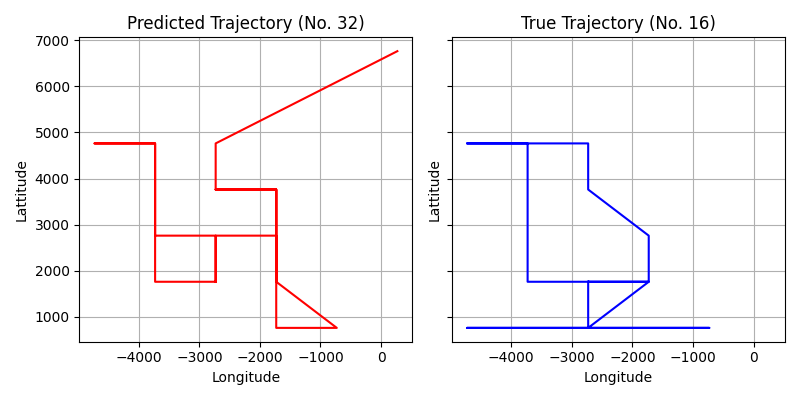 Predicted Trajectory (No. 32)
True Trajectory (No. 16)
7000
6000
5000
4000
3000
2000
1000
Lattitude
Lattitude
−4000 −3000 −2000 −1000 0
−4000 −3000 −2000 −1000 0
Longitude
Longitude